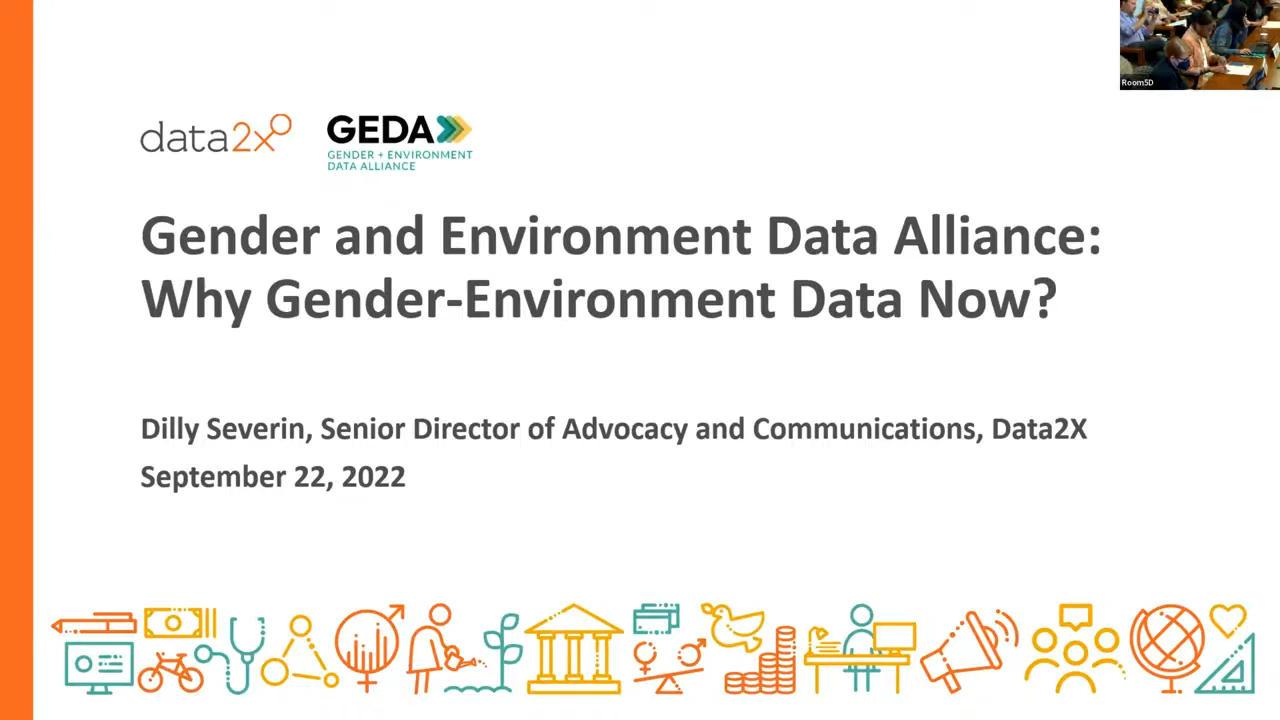 Room5D
data2x
GEDA
GENDER + ENVIRONMENT
DATA ALLIANCE
Gender and Environment Data Alliance:
Why Gender-Environment Data Now?
Dilly Severin, Senior Director of Advocacy and Communications, Data2X
September 22, 2022